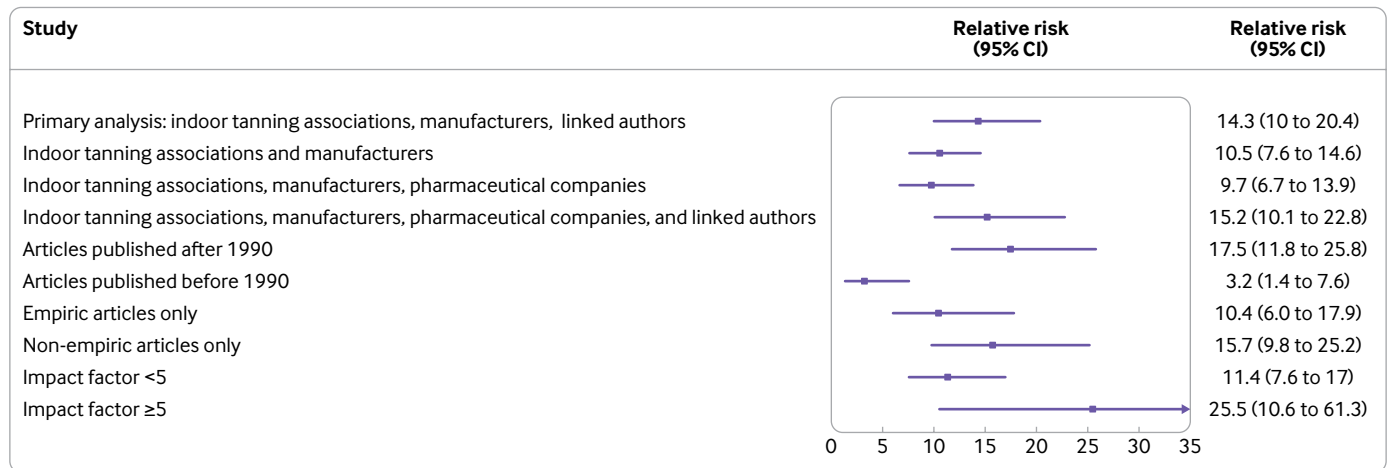 Study Relative risk (95% CI) Relative risk (95% CI)
Primary analysis: indoor tanning associations, manufacturers, linked authors 14.3 (10 to 20.4)
Indoor tanning associations and manufacturers 10.5 (7.6 to 14.6)
Indoor tanning associations, manufacturers, pharmaceutical companies 9.7 (6.7 to 13.9)
Indoor tanning associations, manufacturers, pharmaceutical companies, and linked authors 15.2 (10.1 to 22.8)
Articles published after 1990 17.5 (11.8 to 25.8)
Articles published before 1990 3.2 (1.4 to 7.6)
Empiric articles only 10.4 (6.0 to 17.9)
Non-empiric articles only 15.7 (9.8 to 25.2)
Impact factor <5 11.4 (7.6 to 17)
Impact factor ≥5 25.5 (10.6 to 61.3)
0 5 10 15 20 25 30 35